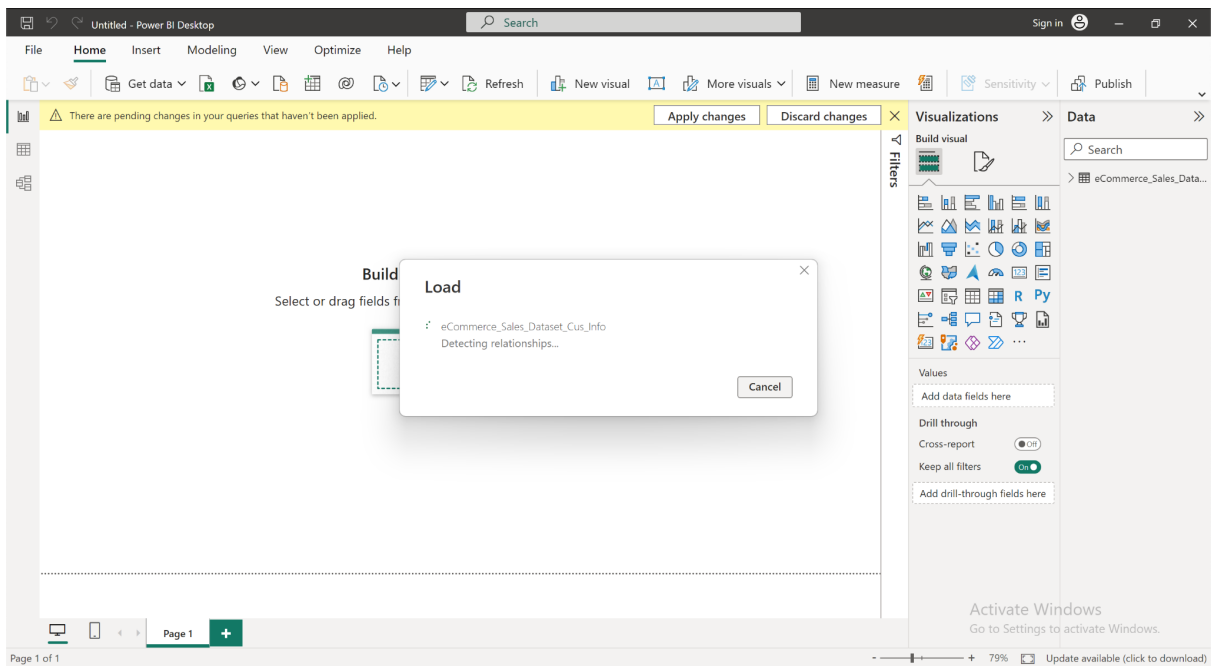 Untitled - Power BI Desktop
Search
Sign in
File Home Insert Modeling View Optimize Help
Get data Refresh New visual More visuals New measure Sensitivity Publish
There are pending changes in your queries that haven't been applied. Apply changes Discard changes
Filters
Visualizations
Build visual
Data
Search
eCommerce_Sales_Data...
Build
Select or drag fields
Load
eCommerce_Sales_Dataset_Cus_Info
Detecting relationships...
Cancel
123
R Py
123
Values
Add data fields here
Drill through
Cross-report Off
Keep all filters On
Add drill-through fields here
Activate Windows
Go to Settings to activate Windows.
Page 1
Page 1 of 1
79% Update available (click to download)